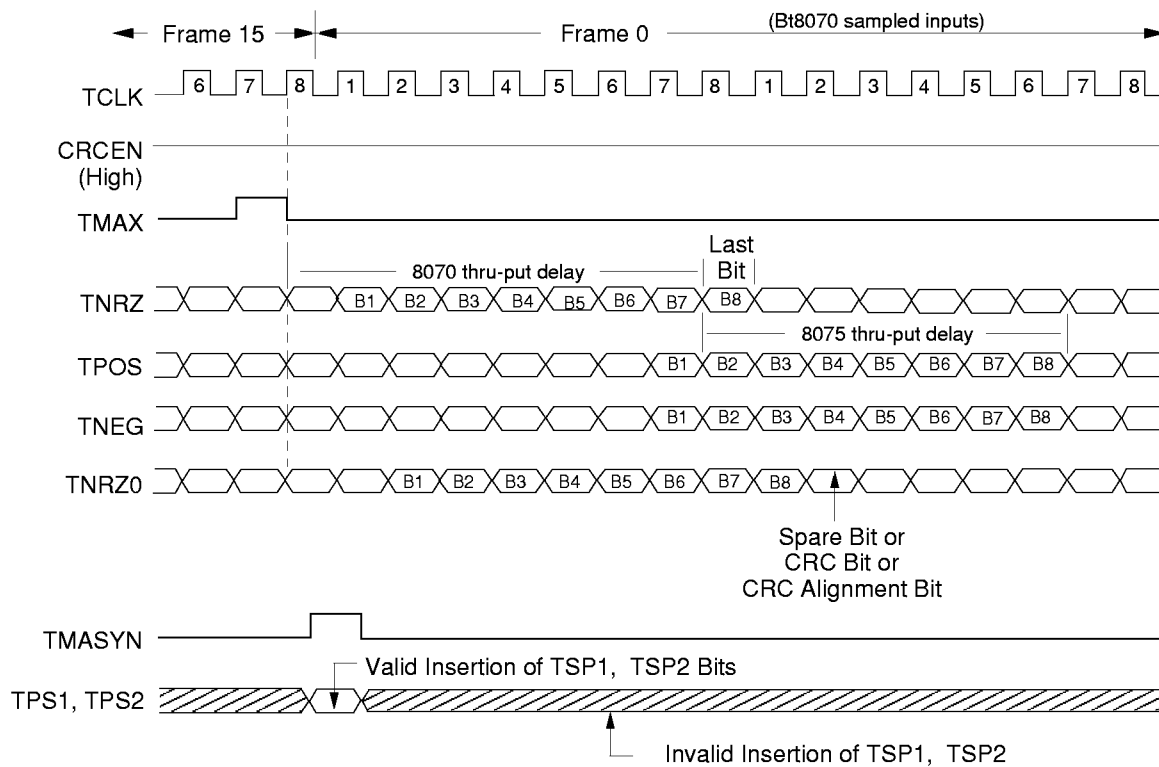 Frame 15 Frame 0 (Bt8070 sampled inputs)
TCLK 6 7 8 1 2 3 4 5 6 7 8 1 2 3 4 5 6 7 8
CRCEN
(High)
TMAX
Last
Bit
8070 thru-put delay
TNRZ B1 B2 B3 B4 B5 B6 B7 B8
8075 thru-put delay
TPOS B1 B2 B3 B4 B5 B6 B7 B8
TNEG B1 B2 B3 B4 B5 B6 B7 B8
TNRZ0 B1 B2 B3 B4 B5 B6 B7 B8
Spare Bit or
CRC Bit or
CRC Alignment Bit
TMASYN
Valid Insertion of TSP1, TSP2 Bits
TPS1, TPS2
Invalid Insertion of TSP1, TSP2